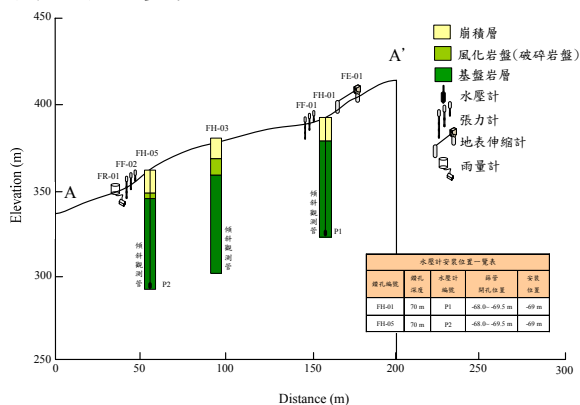 450
400
350
300
250
Elevation (m)
0
50
100
150
200
300
Distance (m)
A
A’
FR-01
FF-02
FH-05
FH-03
FF-01
FH-01
FE-01
傾斜觀測管
P2
傾斜觀測管
傾斜觀測管
P1
崩積層
風化岩盤(破碎岩盤)
基盤岩層
水壓計
張力計
地表伸縮計
雨量計
水壓計安裝位置一覽表
鑽孔編號 鑽孔深度 水壓計編號 篩管開孔位置 安裝位置
FH-01 70 m P1 -68.0~ -69.5 m -69 m
FH-05 70 m P2 -68.0~ -69.5 m -69 m